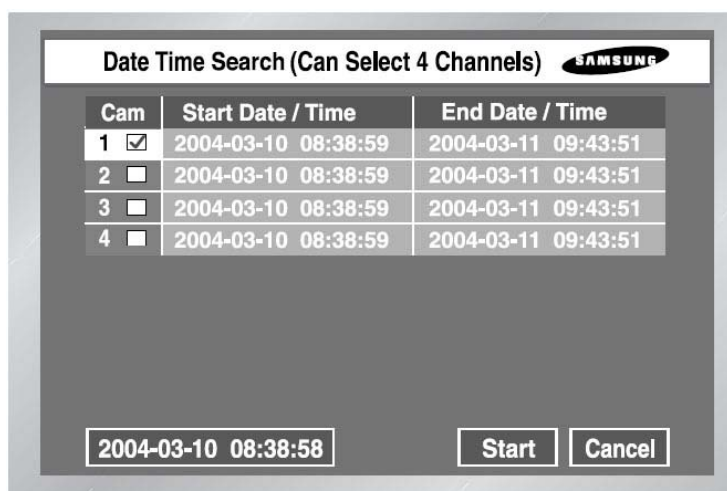 Date Time Search (Can Select 4 Channels) SAMSUNG
Cam Start Date / Time End Date / Time
1 2004-03-10 08:38:59 2004-03-11 09:43:51
2 2004-03-10 08:38:59 2004-03-11 09:43:51
3 2004-03-10 08:38:59 2004-03-11 09:43:51
4 2004-03-10 08:38:59 2004-03-11 09:43:51
2004-03-10 08:38:58 Start Cancel